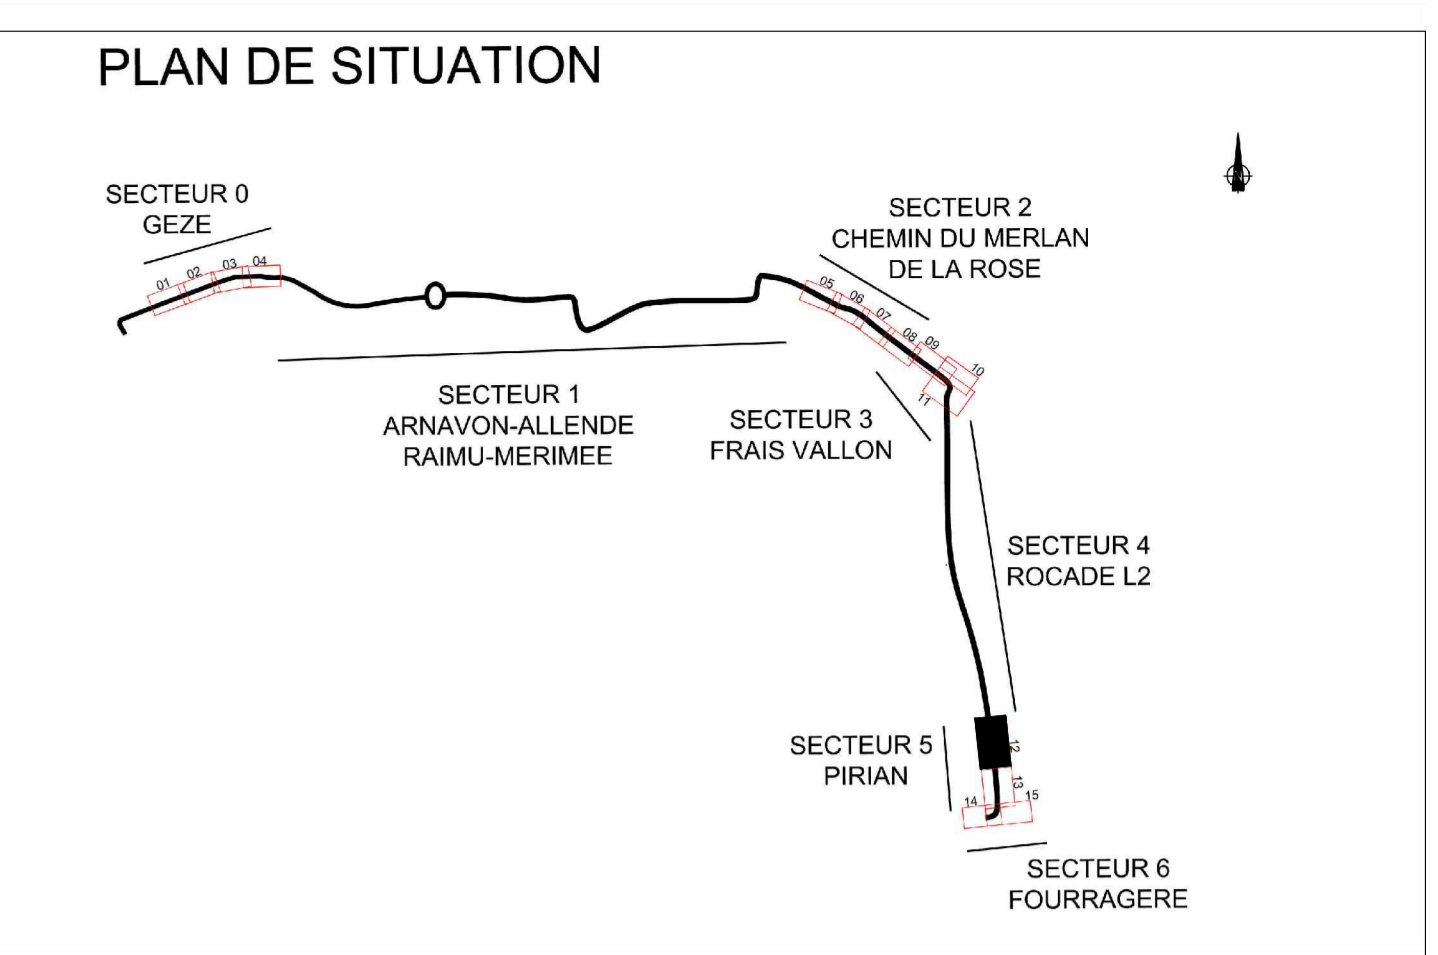 PLAN DE SITUATION
SECTEUR 0
GEZE
01
02
03
04
SECTEUR 2
CHEMIN DU MERLAN
DE LA ROSE
05
06
07
08
09
10
11
SECTEUR 1
ARNAVON-ALLENDE
RAIMU-MERIMEE
SECTEUR 3
FRAIS VALLON
SECTEUR 4
ROCADE L2
SECTEUR 5
PIRIAN
12
13
14
15
SECTEUR 6
FOURRAGERE